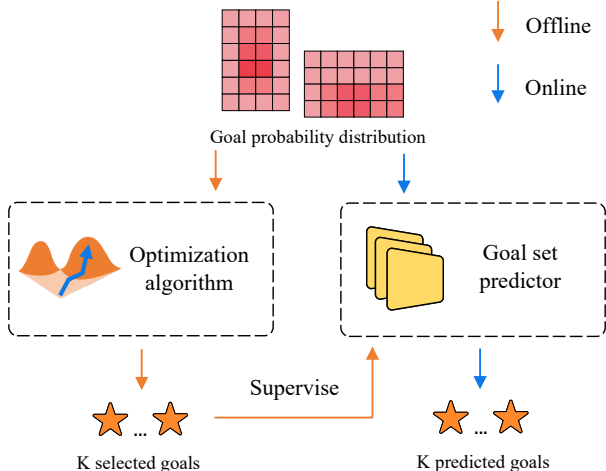 Offline
Online
Goal probability distribution
Optimization
algorithm
Goal set
predictor
Supervise
...
...
K selected goals
K predicted goals